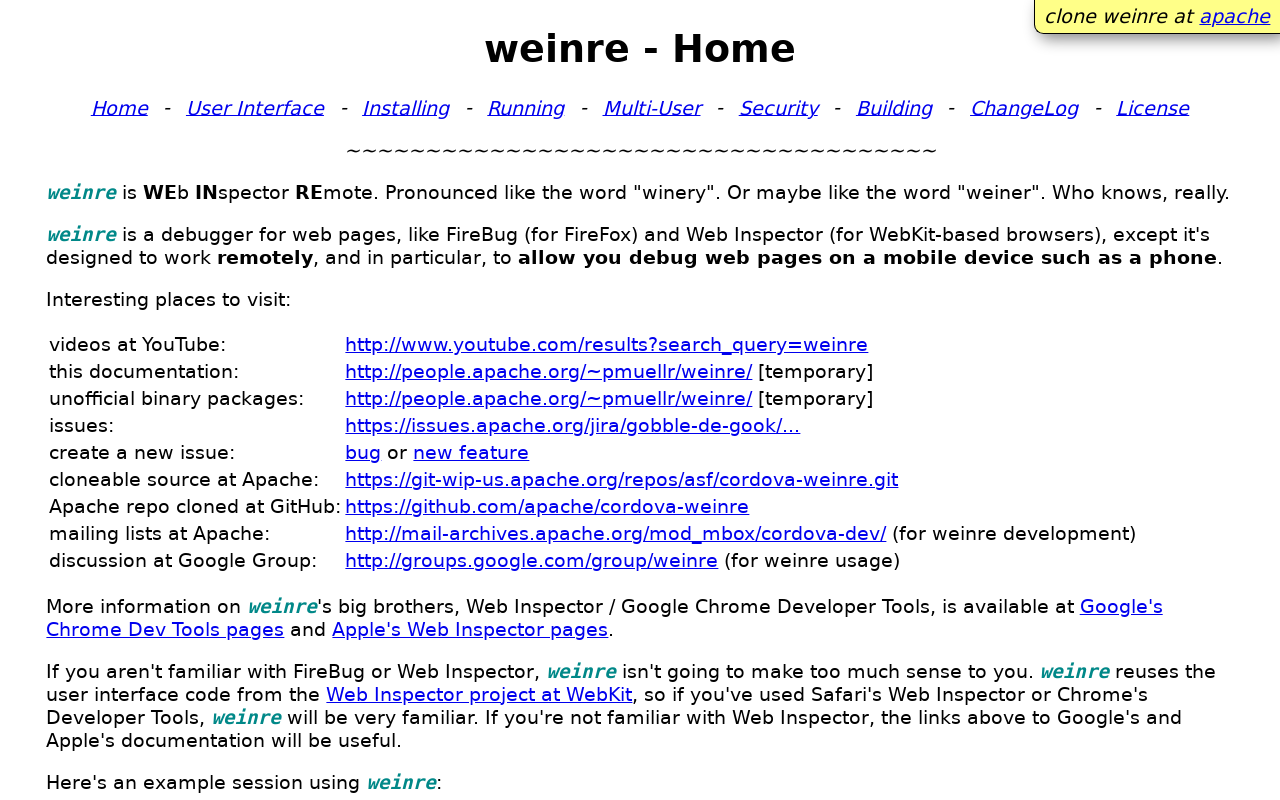 clone weinre at apache
weinre - Home
Home - User Interface - Installing - Running - Multi-User - Security - Building - ChangeLog - License
~~~~~~~~~~~~~~~~~~~~~~~~~~~~~~~~~~~~~
weinre is WEb INspector REmote. Pronounced like the word "winery". Or maybe like the word "weiner". Who knows, really.
weinre is a debugger for web pages, like FireBug (for FireFox) and Web Inspector (for WebKit-based browsers), except it's
designed to work remotely, and in particular, to allow you debug web pages on a mobile device such as a phone.
Interesting places to visit:
videos at YouTube: http://www.youtube.com/results?search_query=weinre
this documentation: http://people.apache.org/~pmuellr/weinre/ [temporary]
unofficial binary packages: http://people.apache.org/~pmuellr/weinre/ [temporary]
issues: https://issues.apache.org/jira/gobble-de-gook/...
create a new issue: bug or new feature
cloneable source at Apache: https://git-wip-us.apache.org/repos/asf/cordova-weinre.git
Apache repo cloned at GitHub: https://github.com/apache/cordova-weinre
mailing lists at Apache: http://mail-archives.apache.org/mod_mbox/cordova-dev/ (for weinre development)
discussion at Google Group: http://groups.google.com/group/weinre (for weinre usage)
More information on weinre's big brothers, Web Inspector / Google Chrome Developer Tools, is available at Google's
Chrome Dev Tools pages and Apple's Web Inspector pages.
If you aren't familiar with FireBug or Web Inspector, weinre isn't going to make too much sense to you. weinre reuses the
user interface code from the Web Inspector project at WebKit, so if you've used Safari's Web Inspector or Chrome's
Developer Tools, weinre will be very familiar. If you're not familiar with Web Inspector, the links above to Google's and
Apple's documentation will be useful.
Here's an example session using weinre: